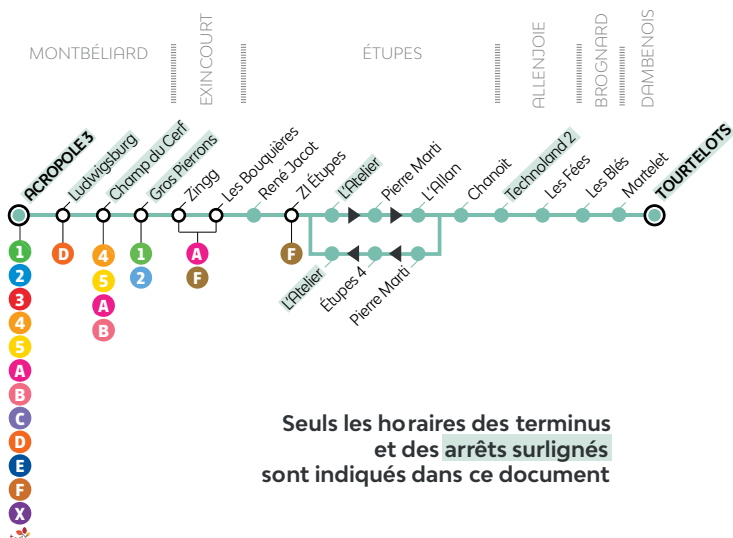 MONTBÉLIARD
EXINCOURT
ÉTUPES
ALLENJOIE
BROGNARD
DAMBENOIS
ACROPOLE 3
Ludwigsburg
Champ du Cerf
Gros Pierrons
Zingg
Les Bouquières
René Jacot
ZI Étupes
L'Atelier
Pierre Marti
L'Allan
Chanoit
Technoland 2
Les Fées
Les Blés
Martelet
TOURTELOTS
L'Atelier
Étupes 4
Pierre Marti
1
2
3
4
5
A
B
C
D
E
F
X
D
4
5
A
B
1
2
A
F
F
Seuls les horaires des terminus
et des arrêts surlignés
sont indiqués dans ce document